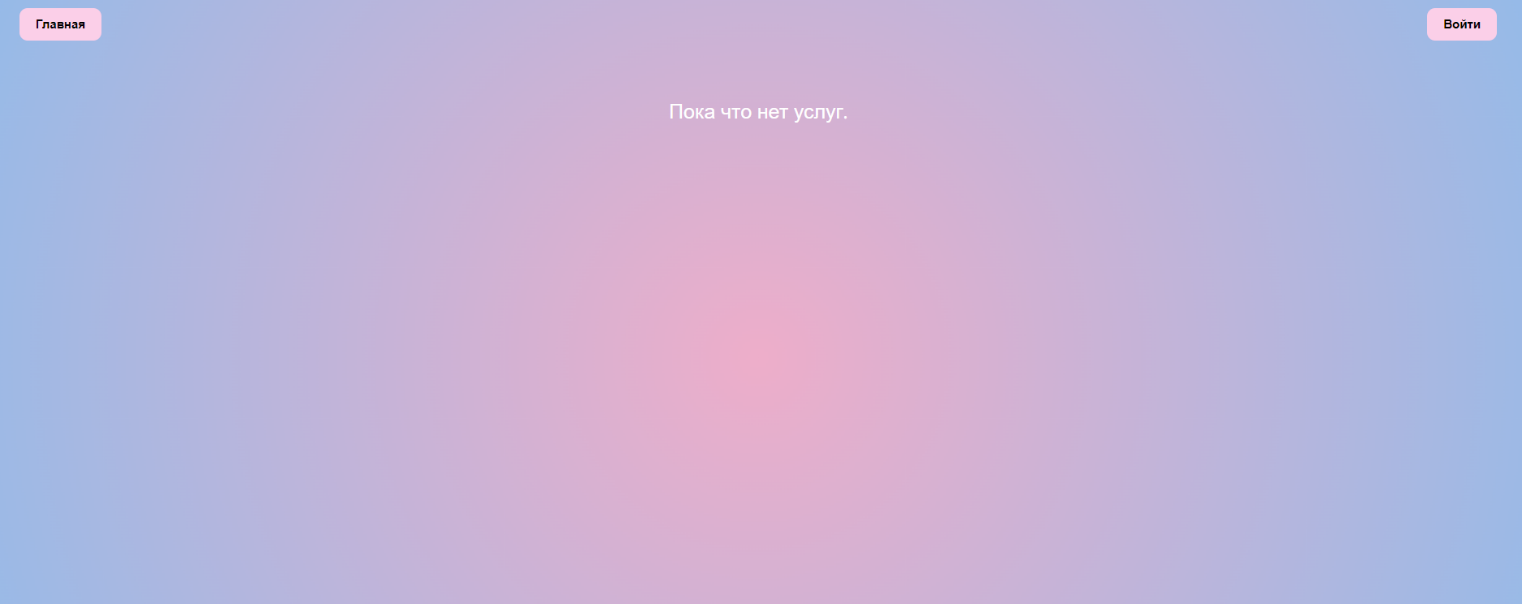 Главная
Войти
Пока что нет услуг.